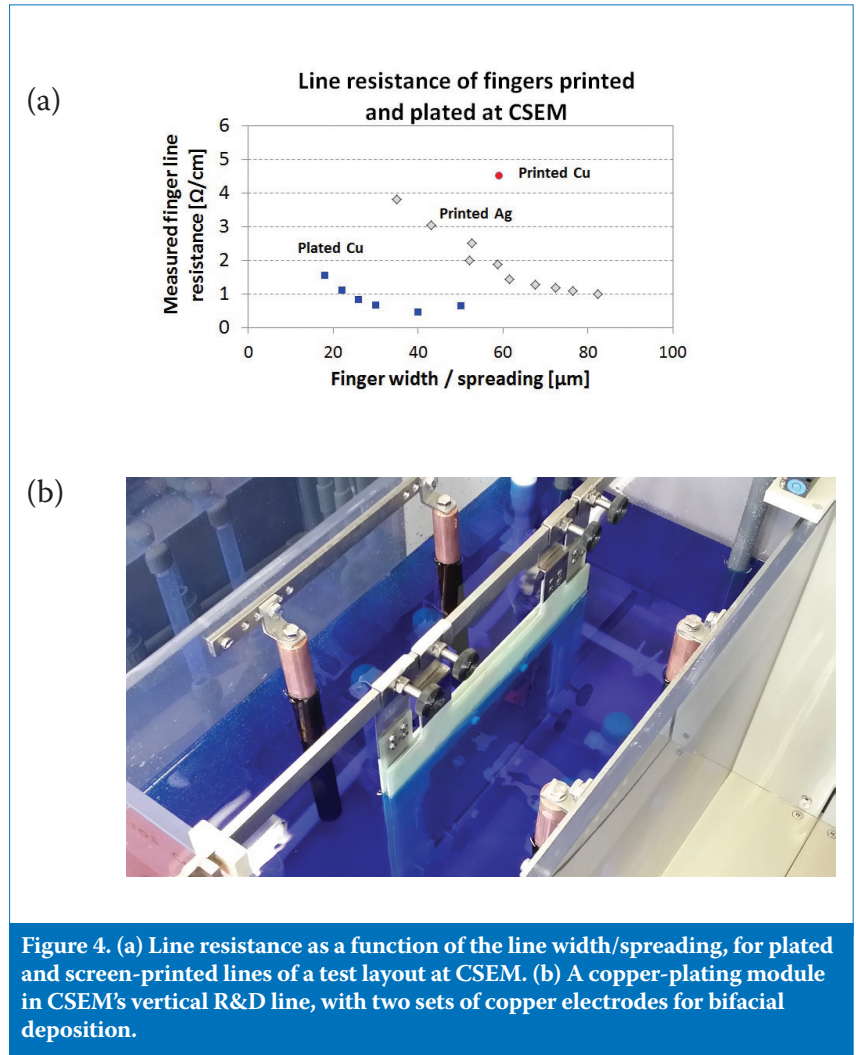 (a)
Line resistance of fingers printed
and plated at CSEM
Measured finger line
resistance [Ω/cm]
6
5
4
3
2
1
0
Printed Cu
Printed Ag
Plated Cu
0 20 40 60 80 100
Finger width / spreading [µm]
(b)
Figure 4. (a) Line resistance as a function of the line width/spreading, for plated
and screen-printed lines of a test layout at CSEM. (b) A copper-plating module
in CSEM’s vertical R&D line, with two sets of copper electrodes for bifacial
deposition.